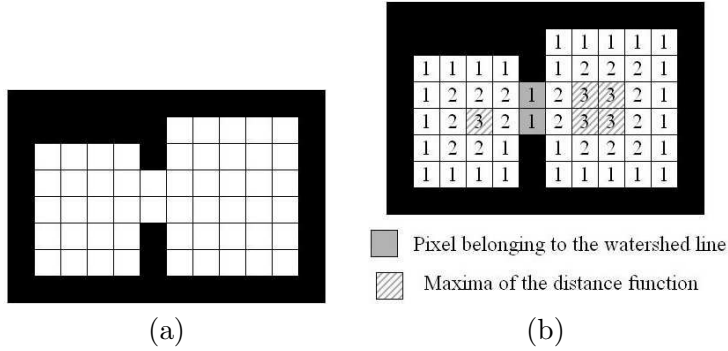 1 1 1 1 1
1 1 1 1 1 2 2 2 1
1 2 2 2 1 2 3 3 2 1
1 2 3 2 1 2 3 3 2 1
1 2 2 1 1 2 2 2 1
1 1 1 1 1 1 1 1 1
Pixel belonging to the watershed line
Maxima of the distance function
(a) (b)